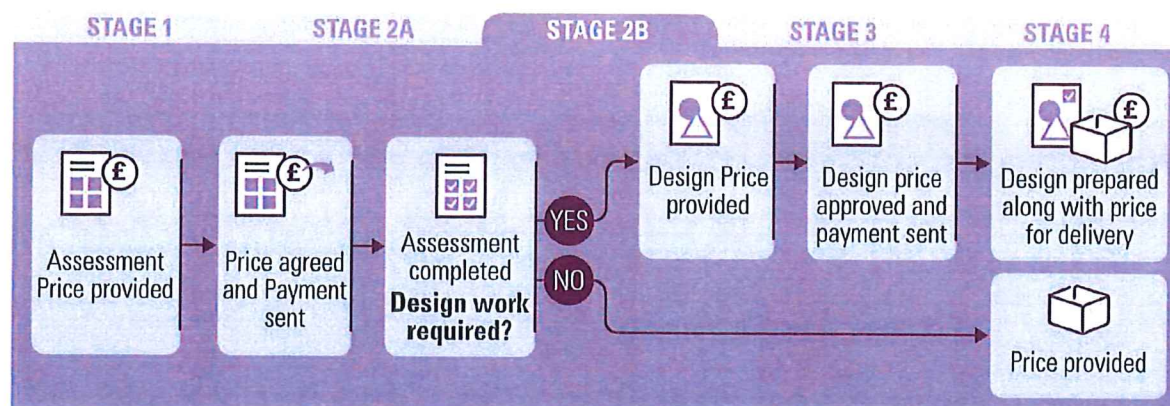 STAGE 1
STAGE 2A
STAGE 2B
STAGE 3
STAGE 4
£
Assessment
Price provided
£
Price agreed
and Payment
sent
Assessment
completed
Design work
required?
YES
NO
£
Design Price
provided
£
Design price
approved and
payment sent
£
Design prepared
along with price
for delivery
Price provided